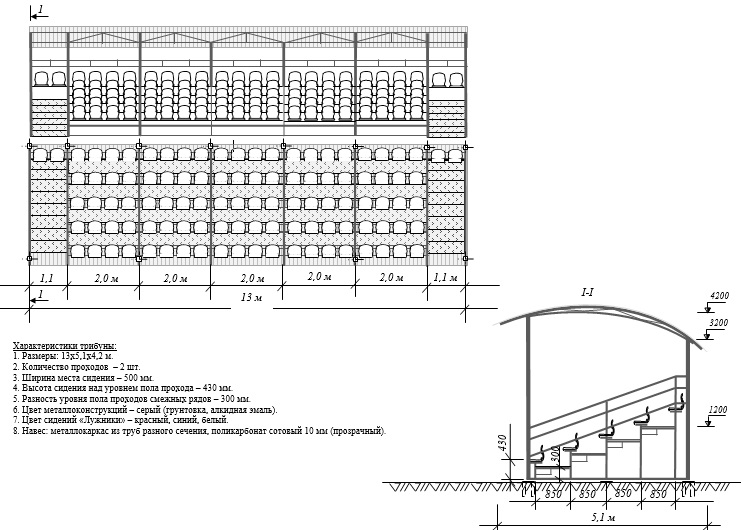 1
1,1
2,0 м
2,0 м
2,0 м
2,0 м
2,0 м
1,1 м
1
13 м
I-I
4200
3200
1200
430
300
850
850
850
850
5,1 м
Характеристики трибуны:
1. Размеры: 13х5,1х4,2 м.
2. Количество проходов – 2 шт.
3. Ширина места сидения – 500 мм.
4. Высота сидения над уровнем пола прохода – 430 мм.
5. Разность уровня пола проходов смежных рядов – 300 мм.
6. Цвет металлоконструкций – серый (грунтовка, алкидная эмаль).
7. Цвет сидений «Лужники» – красный, синий, белый.
8. Навес: металлокаркас из труб разного сечения, поликарбонат сотовый 10 мм (прозрачный).